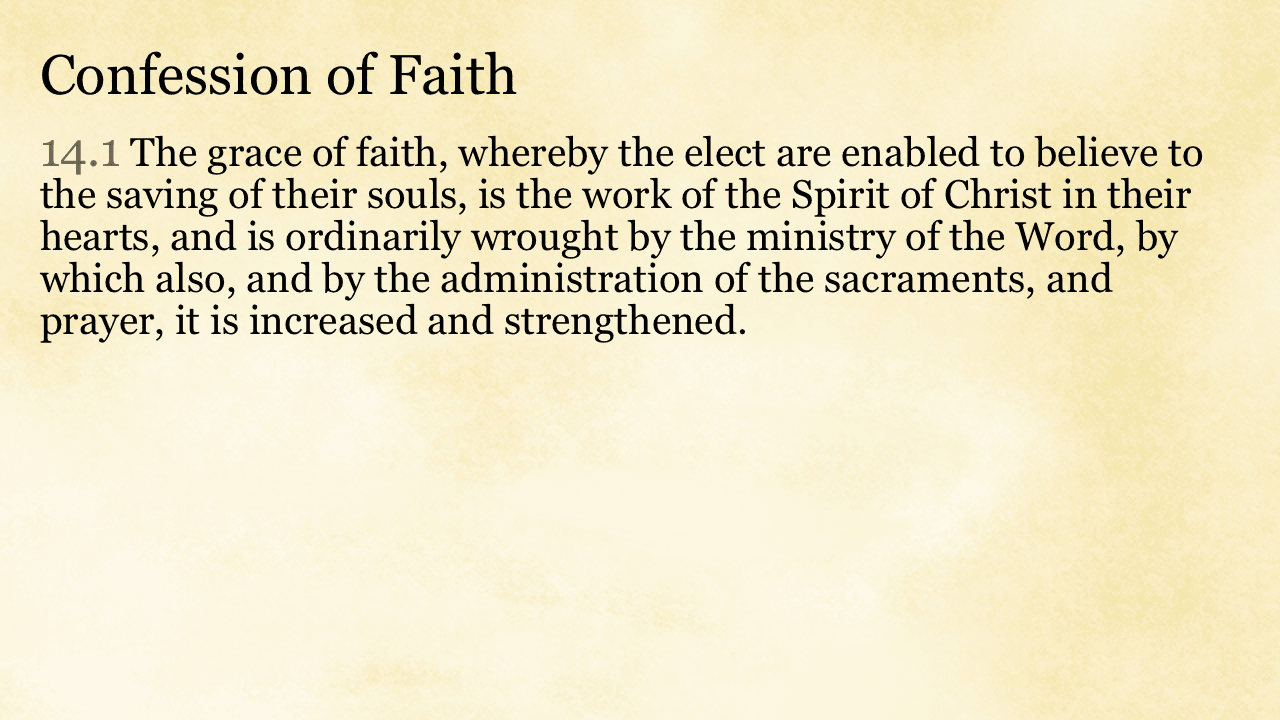 Confession of Faith
14.1 The grace of faith, whereby the elect are enabled to believe to
the saving of their souls, is the work of the Spirit of Christ in their
hearts, and is ordinarily wrought by the ministry of the Word, by
which also, and by the administration of the sacraments, and
prayer, it is increased and strengthened.